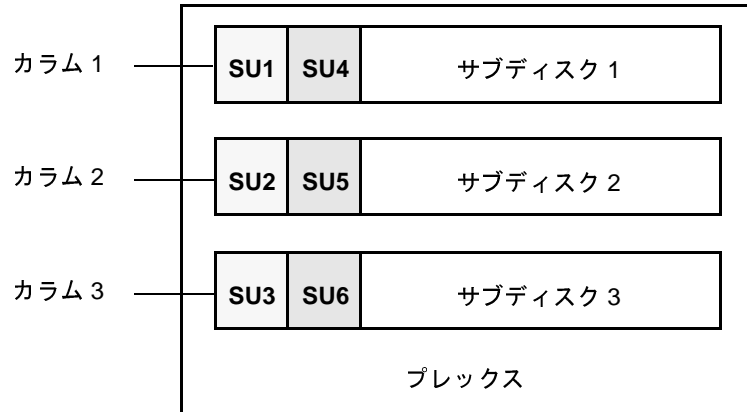 カラム 1 SU1 SU4 サブディスク 1
カラム 2 SU2 SU5 サブディスク 2
カラム 3 SU3 SU6 サブディスク 3
プレックス